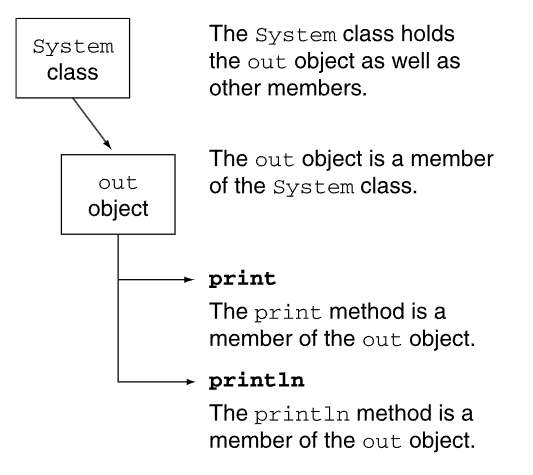 System
class
The System class holds
the out object as well as
other members.
out
object
The out object is a member
of the System class.
print
The print method is a
member of the out object.
println
The println method is a
member of the out object.